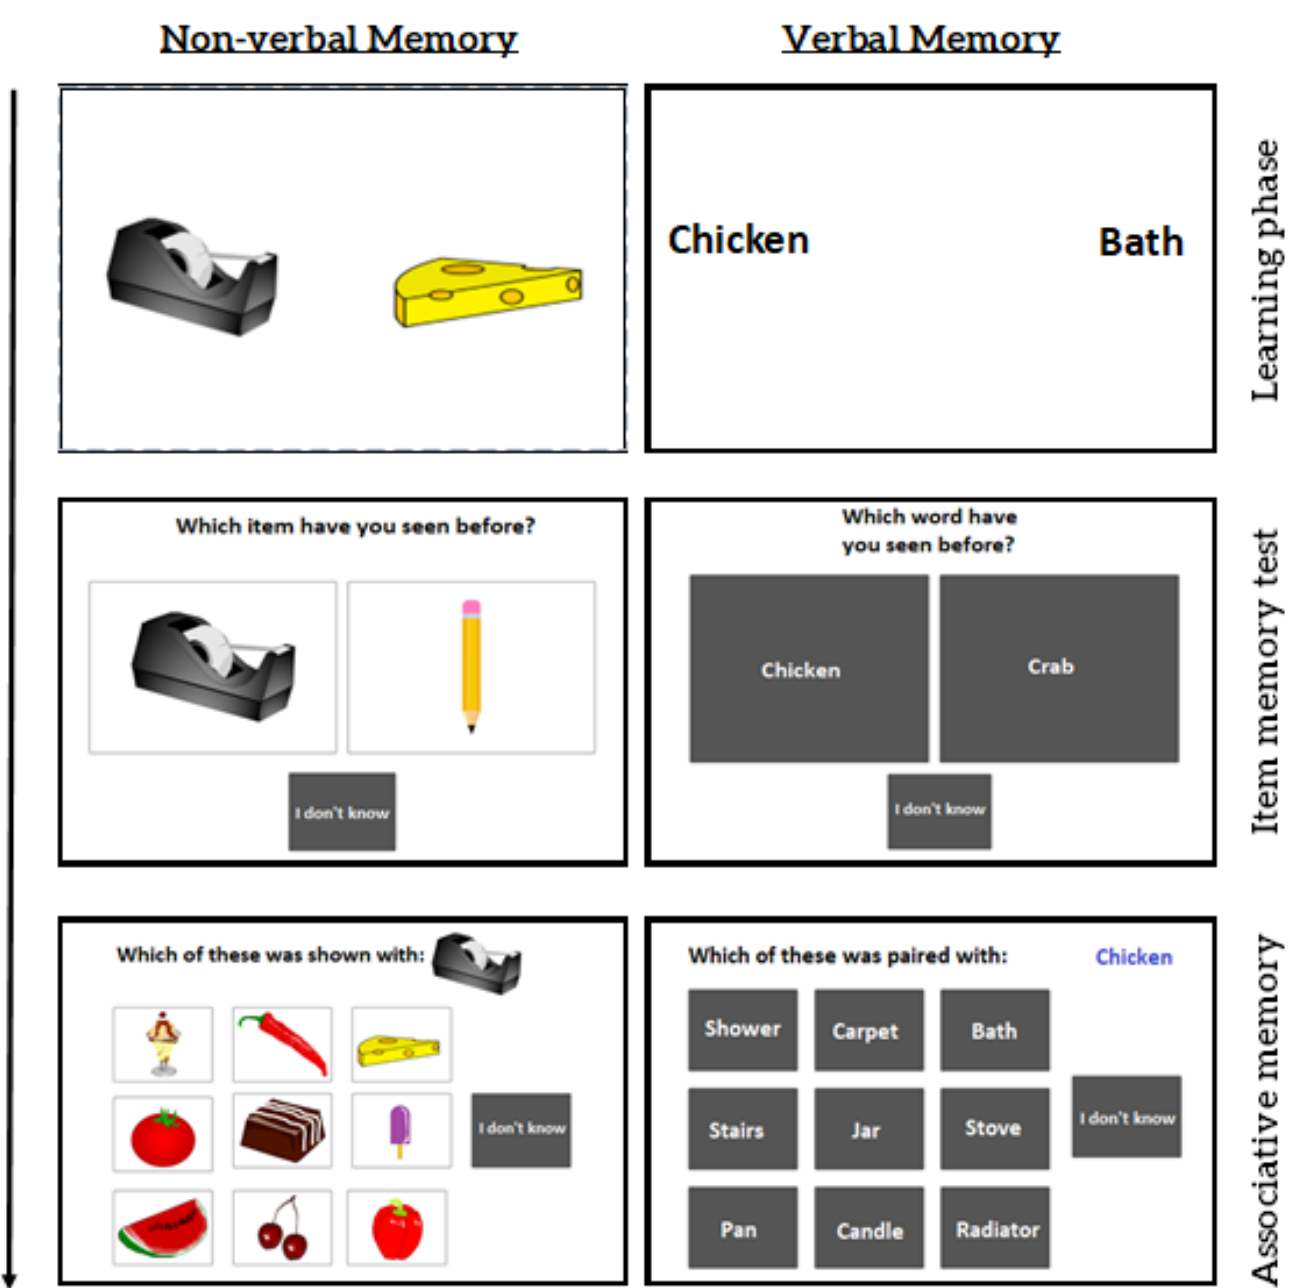 Non-verbal Memory
Verbal Memory
Chicken
Bath
Learning phase
Which item have you seen before?
I don't know
Which word have
you seen before?
Chicken
Crab
I don't know
Item memory test
Which of these was shown with:
I don't know
Which of these was paired with:
Chicken
Shower
Carpet
Bath
Stairs
Jar
Stove
I don't know
Pan
Candle
Radiator
Associative memory